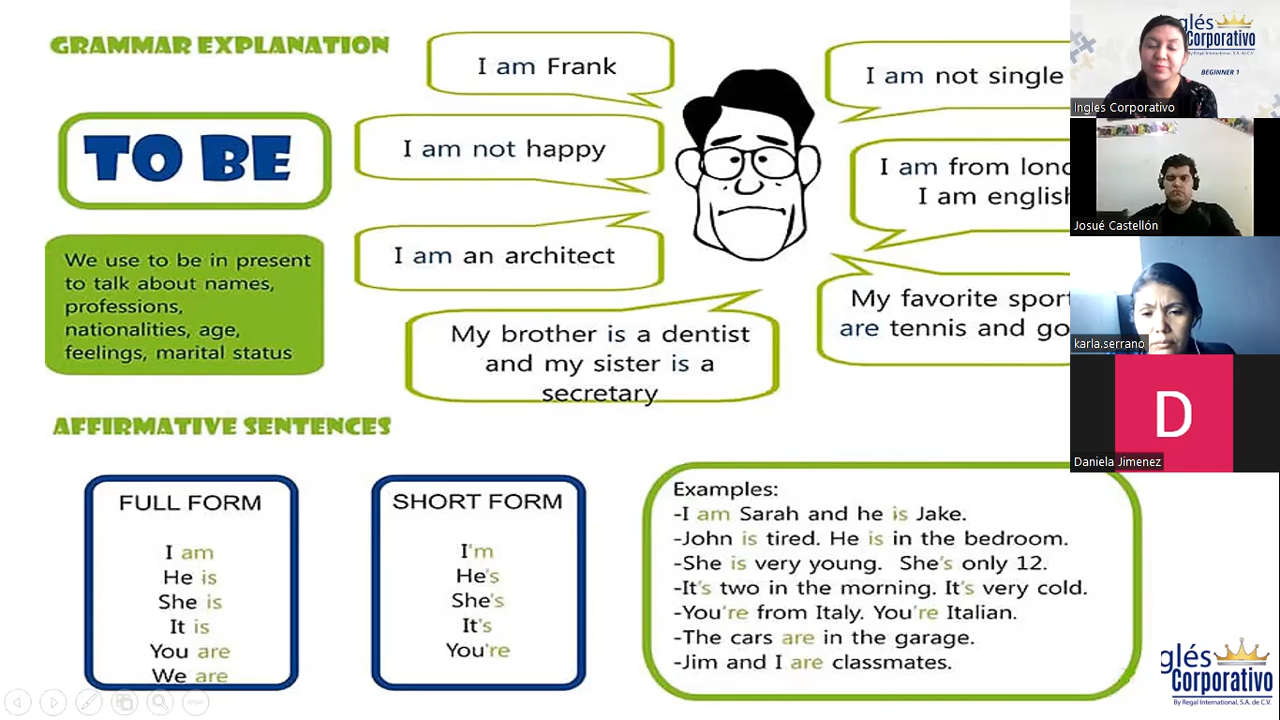 GRAMMAR EXPLANATION
TO BE
We use to be in present
to talk about names,
professions,
nationalities, age,
feelings, marital status
I am Frank
I am not happy
I am an architect
My brother is a dentist
and my sister is a
secretary
I am not single
I am from
I am english
My favorite sport
are tennis and
AFFIRMATIVE SENTENCES
FULL FORM
I am
He is
She is
It is
You are
We are
SHORT FORM
I'm
He's
She's
It's
You're
Examples:
-I am Sarah and he is Jake.
-John is tired. He is in the bedroom.
-She is very young. She's only 12.
-It's two in the morning. It's very cold.
-You're from Italy. You're Italian.
-The cars are in the garage.
-Jim and I are classmates.
glés
Corporativo
By Regal International, S.A. de C.V.
Inglés
Corporativo
By Regal International, S.A. de C.V.
BEGINNER 1
Ingles Corporativo
Josué Castellón
karla.serrano
D
Daniela Jimenez